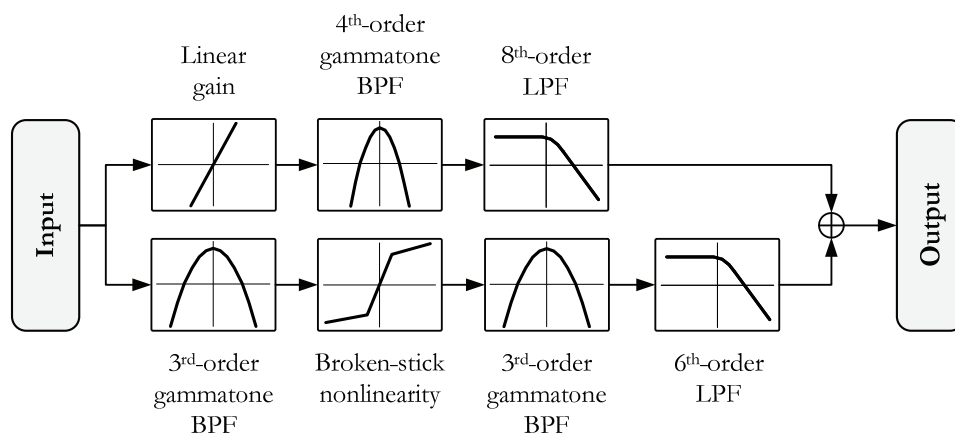 Linear
gain
4th-order
gammatone
BPF
8th-order
LPF
Input
Output
3rd-order
gammatone
BPF
Broken-stick
nonlinearity
3rd-order
gammatone
BPF
6th-order
LPF